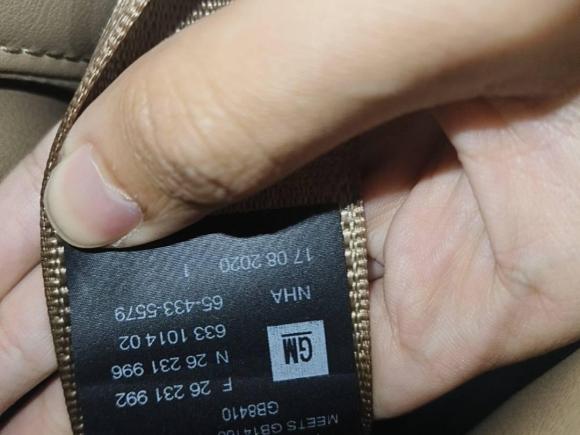 MEETS
GB8410
F 26 231 992
N 26 231 996
GM
633 1014 02
NHA 65-433-5579
1
17 08 2020